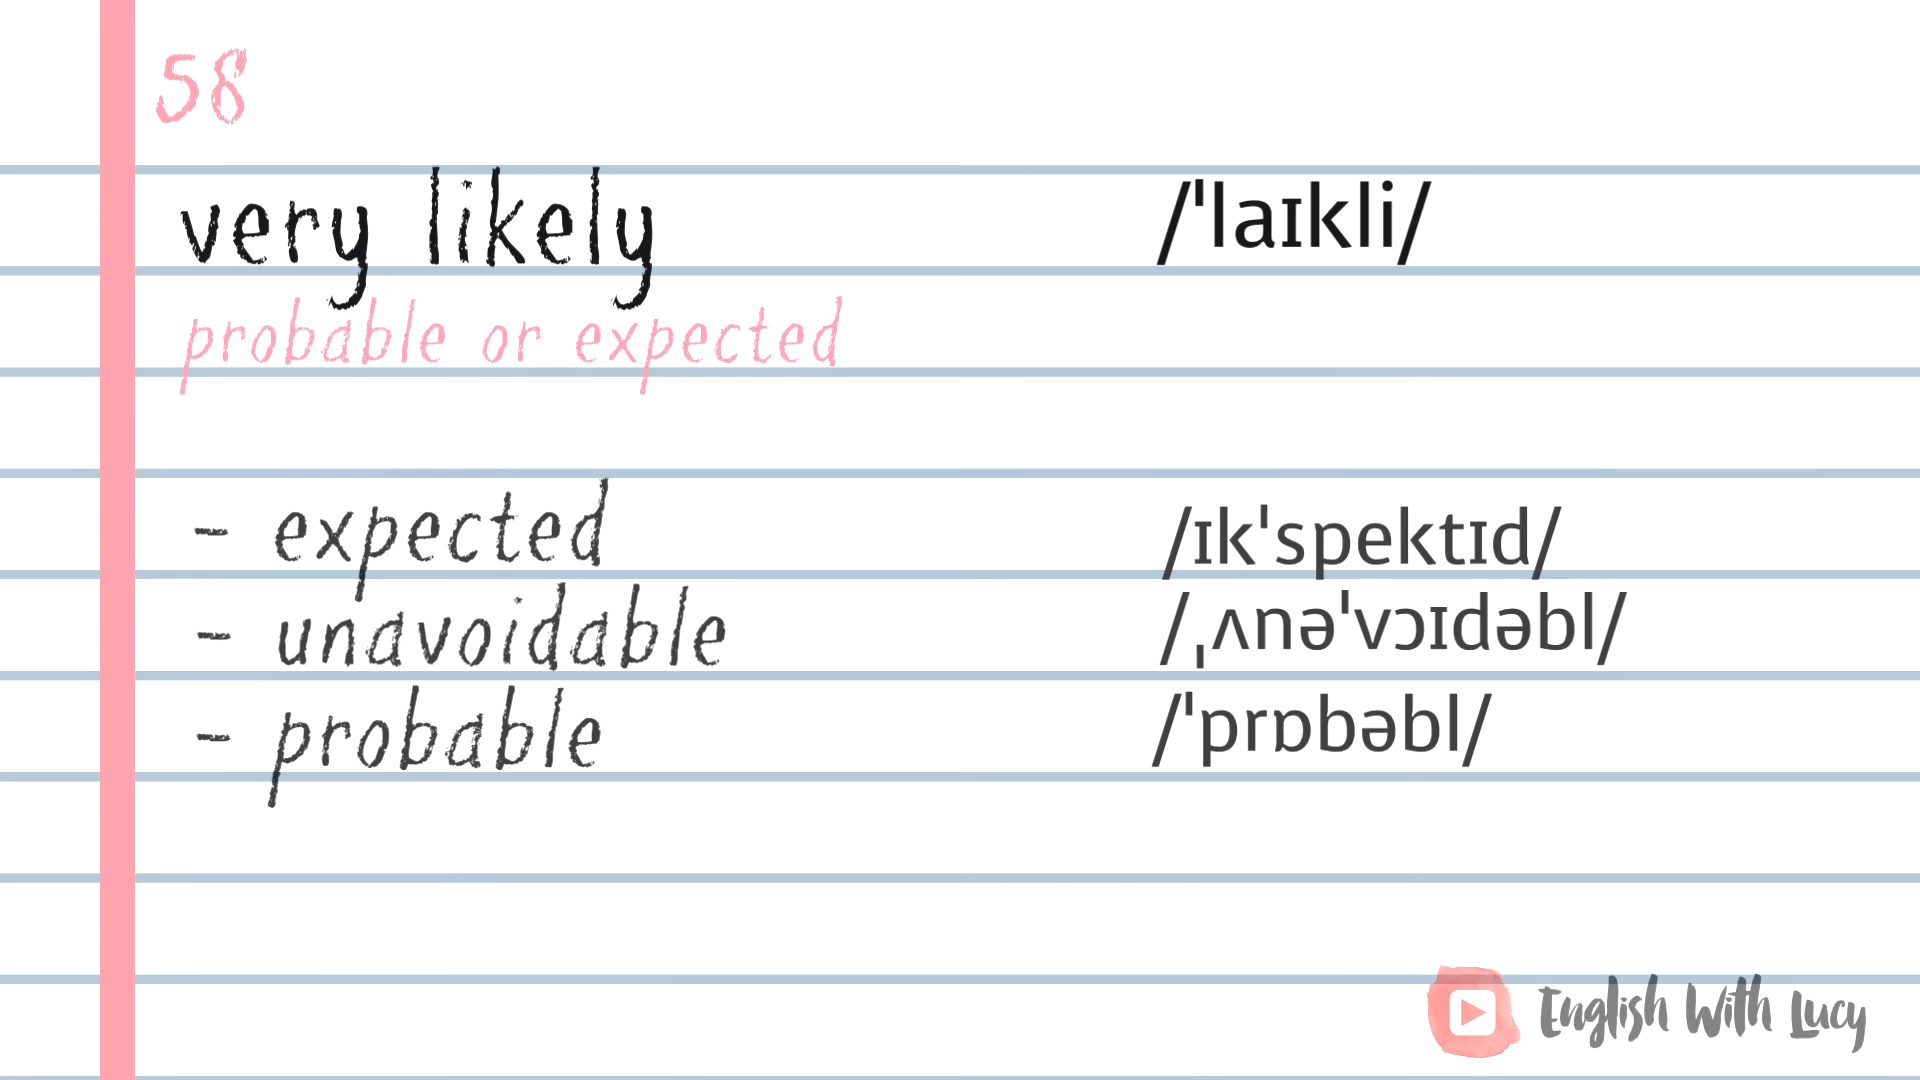 58
very likely /ˈlaɪkli/
probable or expected
- expected /ɪkˈspektɪd/
- unavoidable /ˌʌnəˈvɔɪdəbl/
- probable /ˈprɒbəbl/
English With Lucy